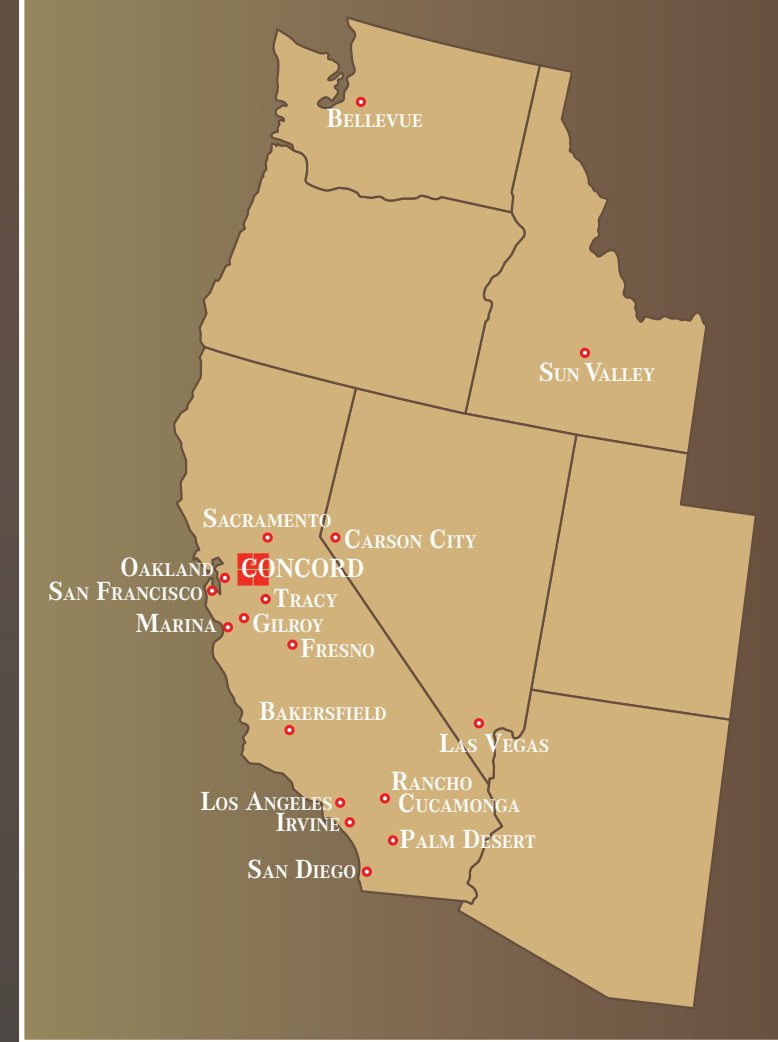 Bellevue
Sun Valley
Sacramento
Carson City
Oakland
CONCORD
San Francisco
Tracy
Marina
Gilroy
Fresno
Bakersfield
Las Vegas
Rancho
Cucamonga
Los Angeles
Irvine
Palm Desert
San Diego